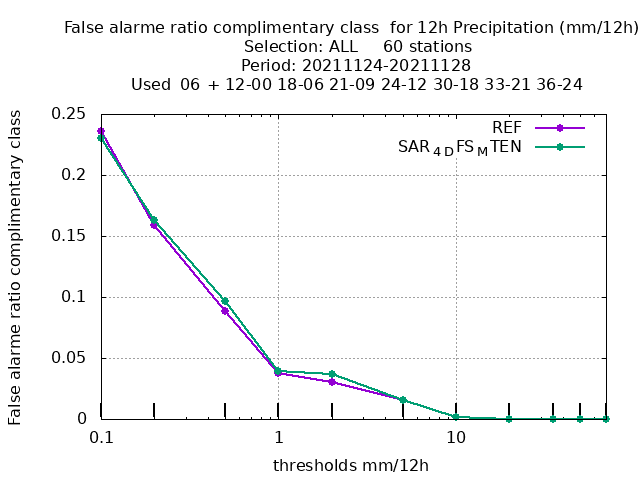 False alarme ratio complimentary class  for 12h Precipitation (mm/12h)
Selection: ALL     60 stations
Period: 20211124-20211128
Used  06  + 12-00 18-06 21-09 24-12 30-18 33-21 36-24
False alarme ratio complimentary class
0.25
0.2
0.15
0.1
0.05
0
REF
SAR4DFSMTEN
0.1
1
10
thresholds mm/12h